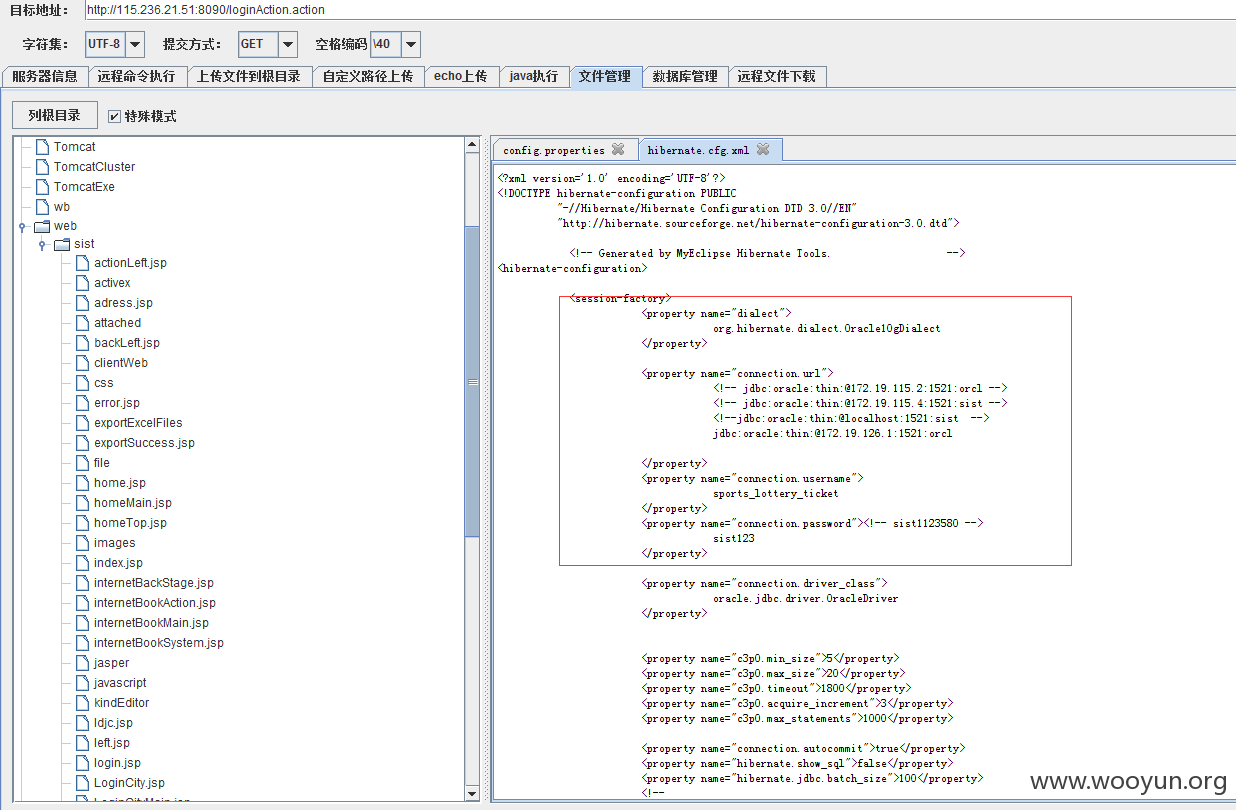 目标地址： http://115.236.21.51:8090/loginAction.action
字符集： UTF-8 提交方式： GET 空格编码 \40
服务器信息 远程命令执行 上传文件到根目录 自定义路径上传 echo上传 java执行 文件管理 数据库管理 远程文件下载
列根目录 特殊模式
Tomcat
TomcatCluster
TomcatExe
wb
web
sist
actionLeft.jsp
activex
adress.jsp
attached
backLeft.jsp
clientWeb
css
error.jsp
exportExcelFiles
exportSuccess.jsp
file
home.jsp
homeMain.jsp
homeTop.jsp
images
index.jsp
internetBackStage.jsp
internetBookAction.jsp
internetBookMain.jsp
internetBookSystem.jsp
jasper
javascript
kindEditor
ldjc.jsp
left.jsp
login.jsp
LoginCity.jsp
LoginCityMain.jsp
config.properties hibernate.cfg.xml
<?xml version='1.0' encoding='UTF-8'?>
<!DOCTYPE hibernate-configuration PUBLIC
"-//Hibernate/Hibernate Configuration DTD 3.0//EN"
"http://hibernate.sourceforge.net/hibernate-configuration-3.0.dtd">
<!-- Generated by MyEclipse Hibernate Tools. -->
<hibernate-configuration>
<session-factory>
<property name="dialect">
org.hibernate.dialect.Oracle10gDialect
</property>
<property name="connection.url">
<!-- jdbc:oracle:thin:@172.19.115.2:1521:orcl -->
<!-- jdbc:oracle:thin:@172.19.115.4:1521:sist -->
<!--jdbc:oracle:thin:@localhost:1521:sist -->
jdbc:oracle:thin:@172.19.126.1:1521:orcl
</property>
<property name="connection.username">
sports_lottery_ticket
</property>
<property name="connection.password"><!-- sist1123580 -->
sist123
</property>
<property name="connection.driver_class">
oracle.jdbc.driver.OracleDriver
</property>
<property name="c3p0.min_size">5</property>
<property name="c3p0.max_size">20</property>
<property name="c3p0.timeout">1800</property>
<property name="c3p0.acquire_increment">3</property>
<property name="c3p0.max_statements">1000</property>
<property name="connection.autocommit">true</property>
<property name="hibernate.show_sql">false</property>
<property name="hibernate.jdbc.batch_size">100</property>
<!--
www.wooyun.org